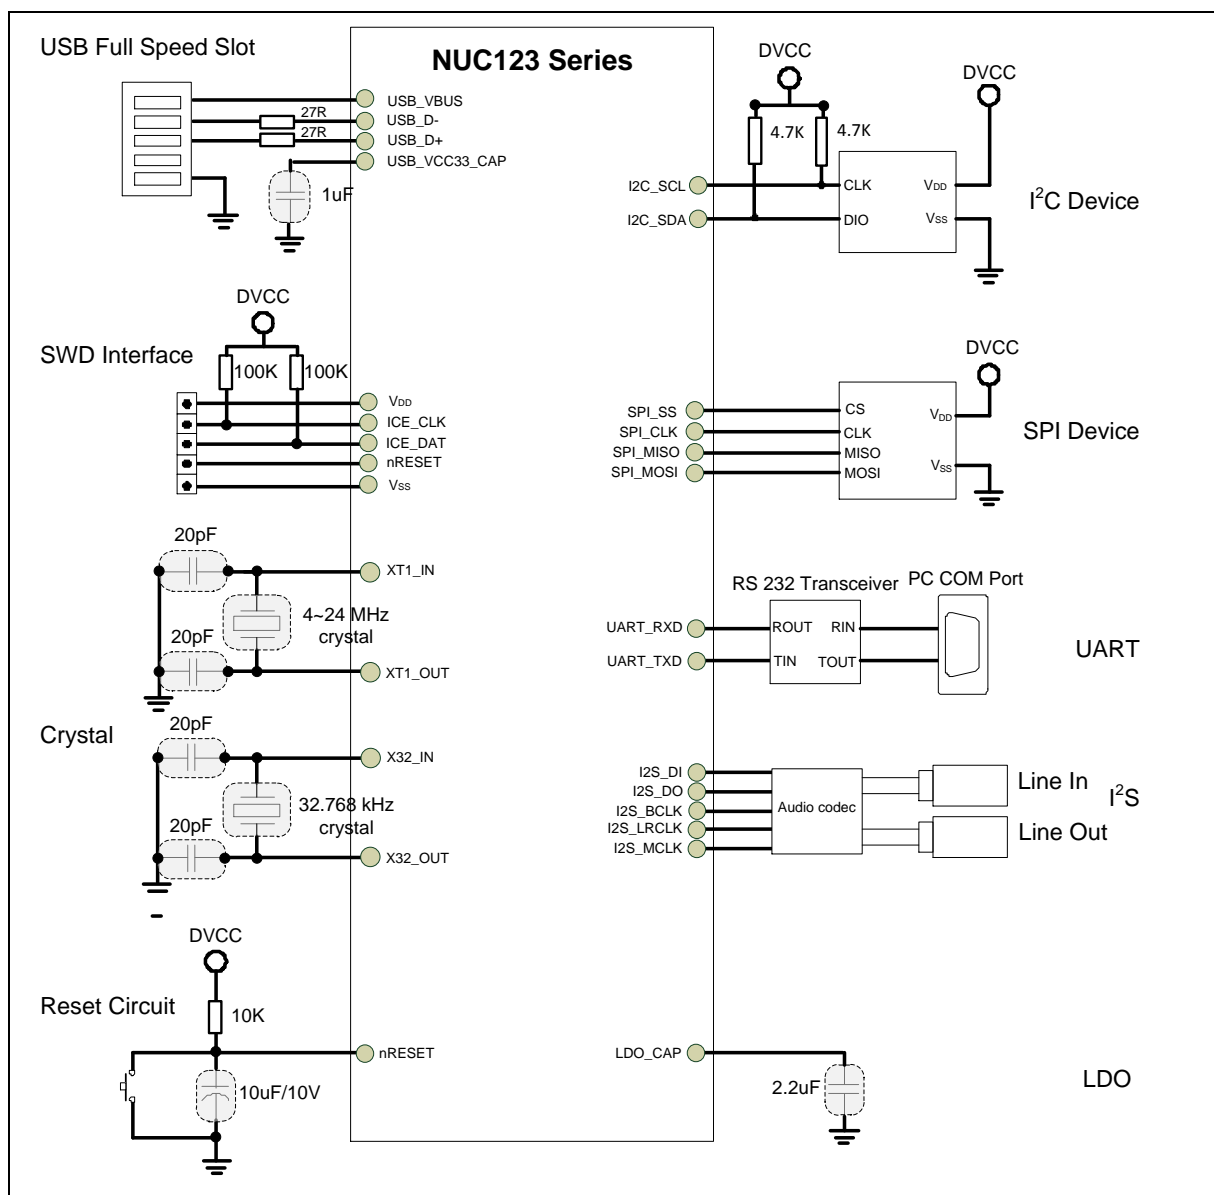 USB Full Speed Slot
NUC123 Series
USB_VBUS
27R
USB_D-
27R
USB_D+
USB_VCC33_CAP
1uF
DVCC
DVCC
4.7K
4.7K
I2C_SCL
CLK
VDD
I2C Device
I2C_SDA
DIO
VSS
DVCC
SWD Interface
100K
100K
VDD
ICE_CLK
ICE_DAT
nRESET
VSS
DVCC
SPI_SS
CS
VDD
SPI_CLK
CLK
SPI Device
SPI_MISO
MISO
VSS
SPI_MOSI
MOSI
20pF
XT1_IN
4~24 MHz
crystal
20pF
XT1_OUT
RS 232 Transceiver
PC COM Port
UART_RXD
ROUT
RIN
UART
UART_TXD
TIN
TOUT
Crystal
20pF
X32_IN
32.768 kHz
crystal
20pF
X32_OUT
I2S_DI
I2S_DO
I2S_BCLK
I2S_LRCLK
I2S_MCLK
Audio codec
Line In
I2S
Line Out
DVCC
Reset Circuit
10K
nRESET
10uF/10V
LDO_CAP
2.2uF
LDO